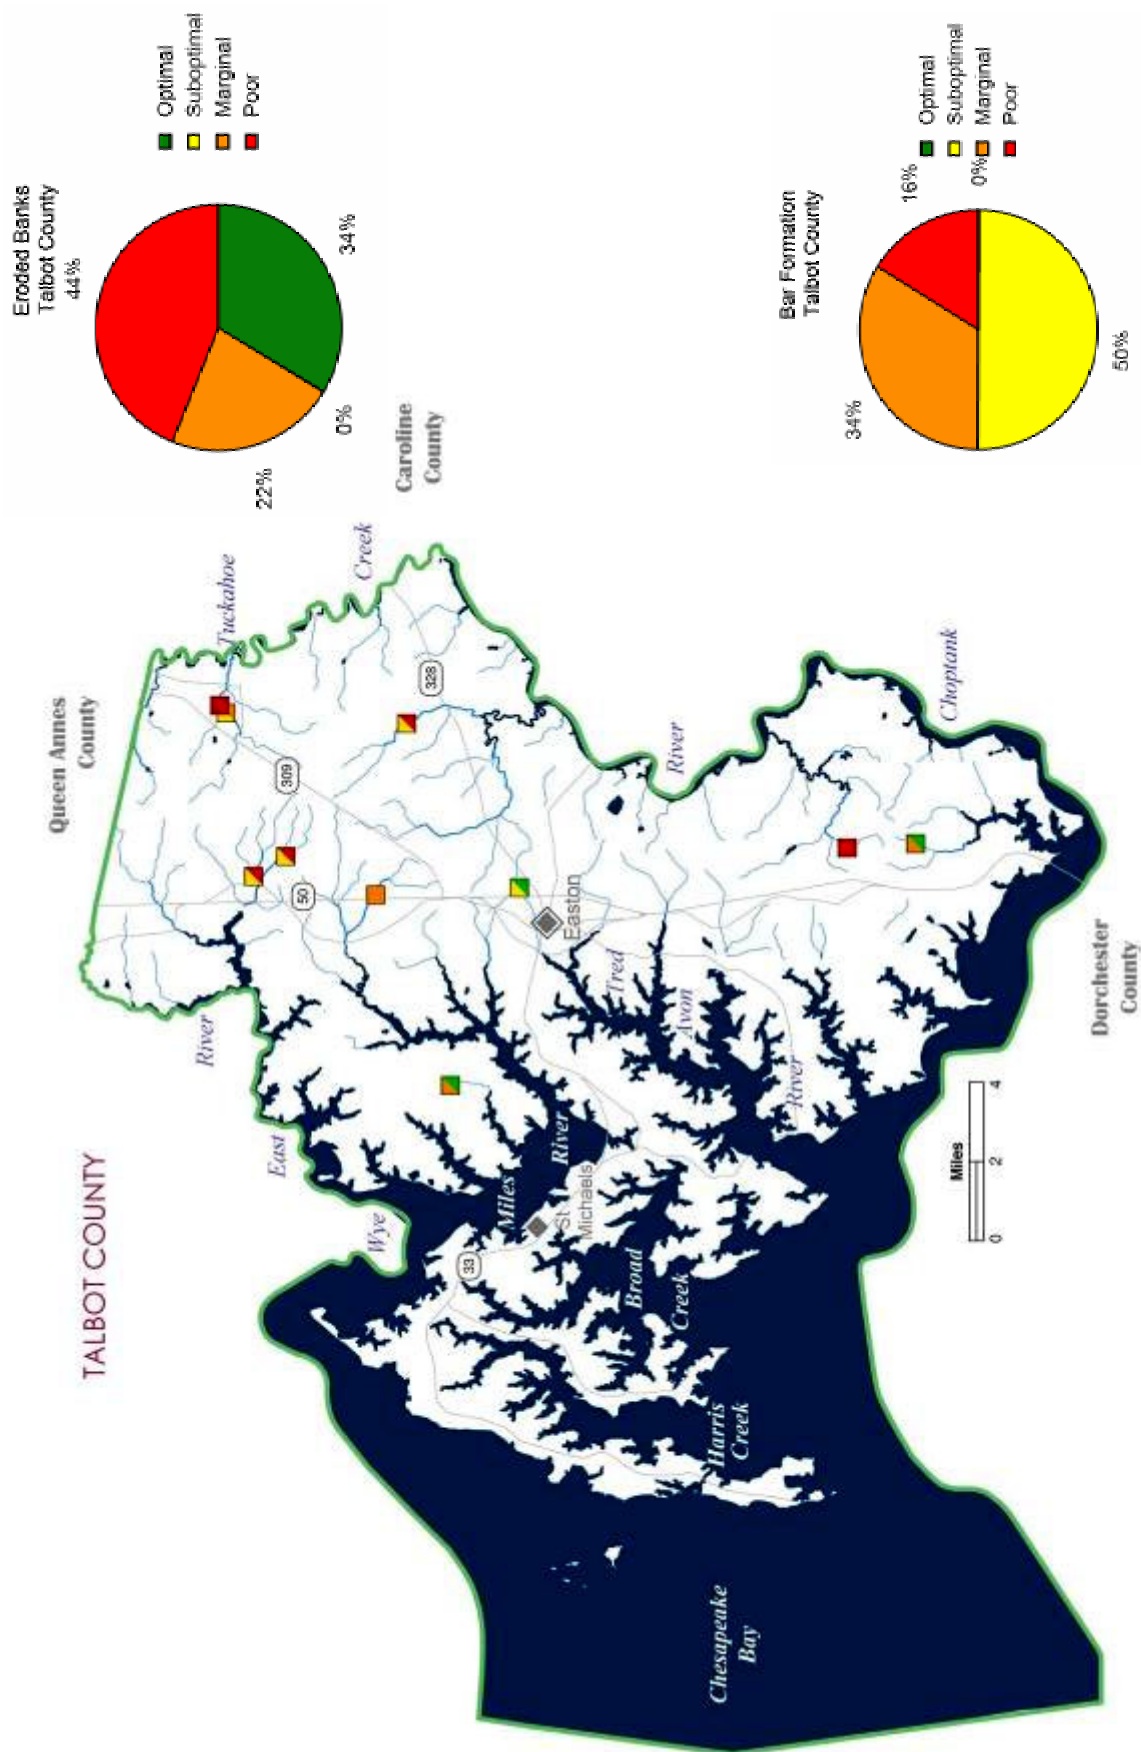 TALBOT COUNTY
Queen Annes
County
Eroded Banks
Talbot County
44%
34%
0%
22%
Optimal
Suboptimal
Marginal
Poor
Caroline
County
Bar Formation
Talbot County
16%
0%
50%
34%
Optimal
Suboptimal
Marginal
Poor
Wye
East
River
Tuckahoe
Creek
309
50
328
33
Miles
River
St
Michaels
Easton
Broad
Creek
Harris
Creek
Tred
Avon
River
River
Choptank
Chesapeake
Bay
Miles
0
2
4
Dorchester
County